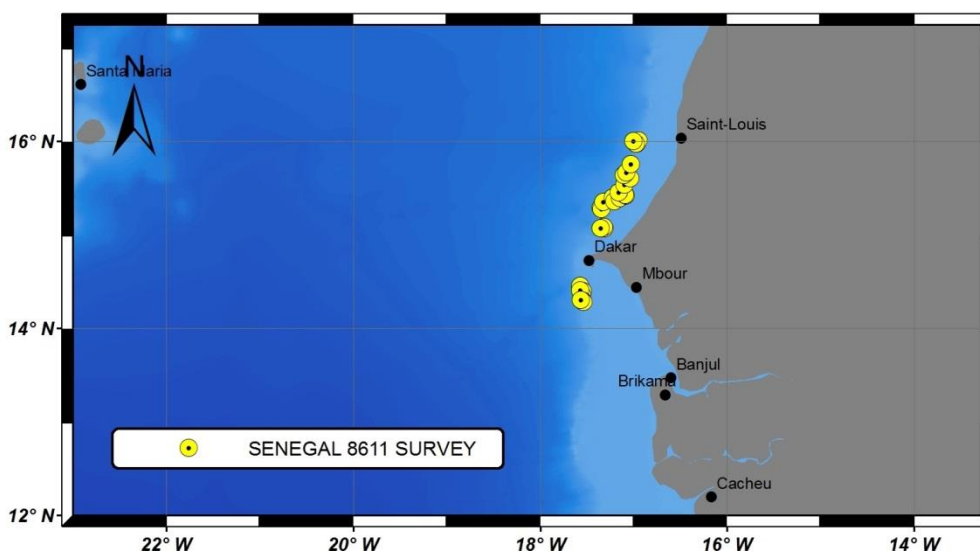 N
Santa Maria
16° N
Saint-Louis
Dakar
Mbour
14° N
Banjul
Brikama
SENEGAL 8611 SURVEY
Cacheu
12° N
22° W
20° W
18° W
16° W
14° W